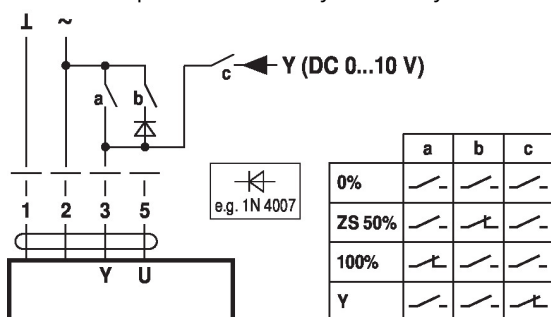 ⊥ ~
a b c Y (DC 0...10 V)
1 2 3 5
Y U
e.g. 1N 4007
a b c
0%
ZS 50%
100%
Y